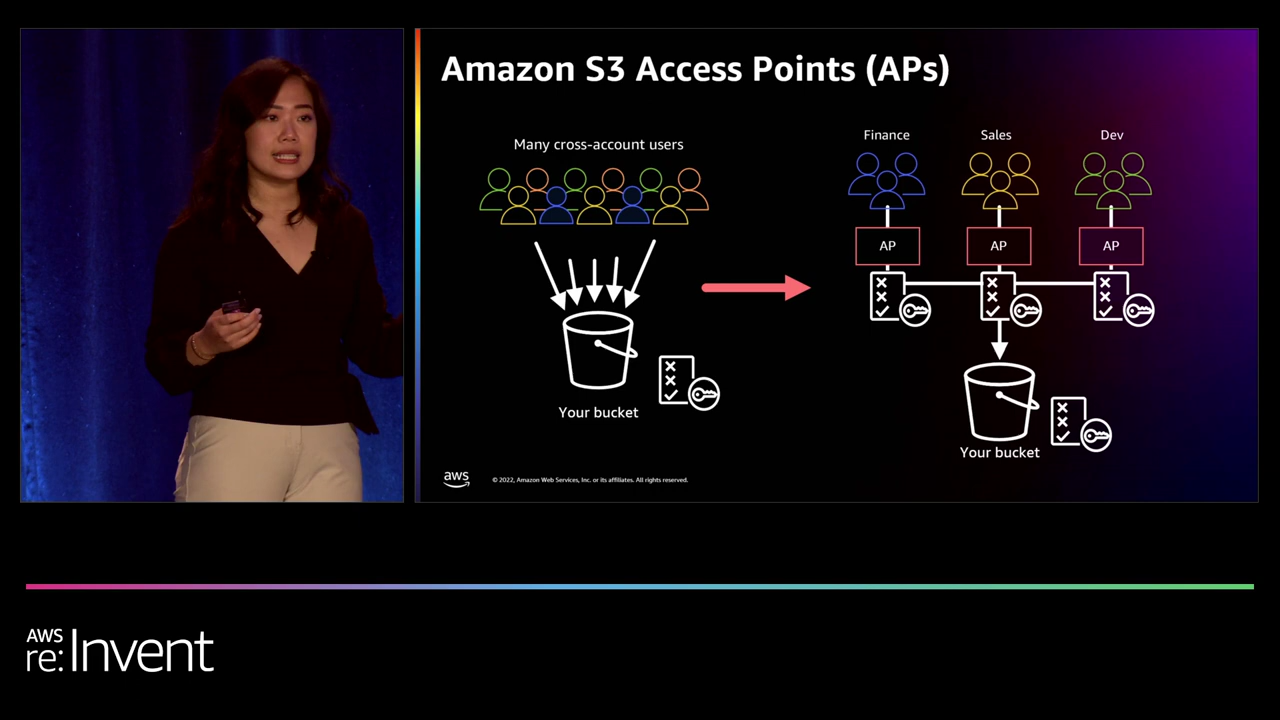 Amazon S3 Access Points (APs)
Many cross-account users
Your bucket
Finance
Sales
Dev
AP
AP
AP
Your bucket
aws
© 2022, Amazon Web Services, Inc. or its affiliates. All rights reserved.
AWS
re:Invent